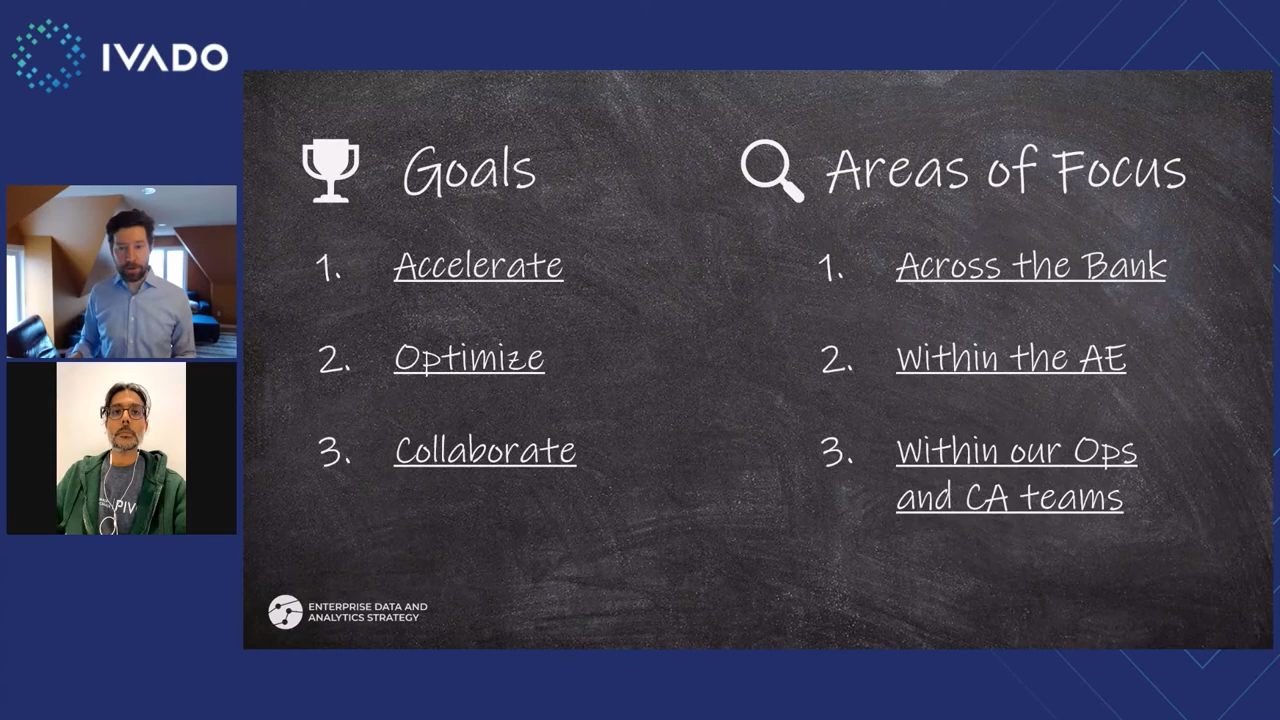 IVADO
Goals
1. Accelerate
2. Optimize
3. Collaborate
Areas of Focus
1. Across the Bank
2. Within the AE
3. Within our Ops
and CA teams
ENTERPRISE DATA AND
ANALYTICS STRATEGY